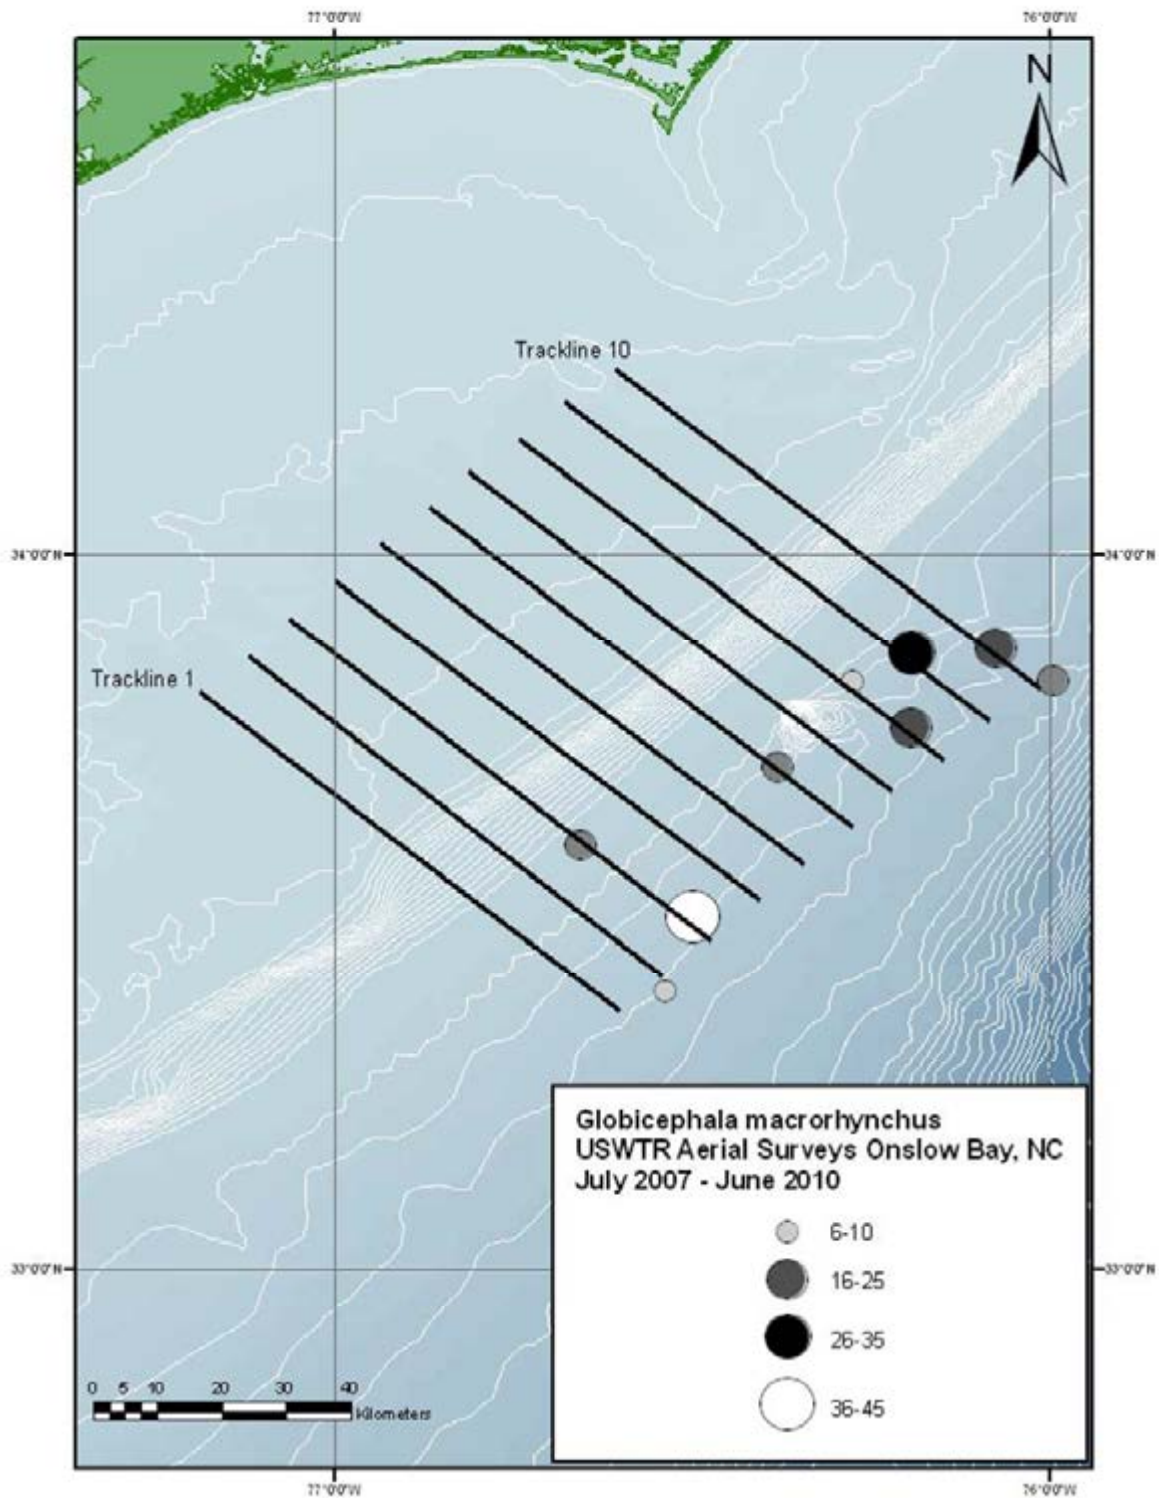 77°0'0"W 76°0'0"W
N
Trackline 10
34°0'0"N 34°0'0"N
Trackline 1
Globicephala macrorhynchus
USWTR Aerial Surveys Onslow Bay, NC
July 2007 - June 2010
6-10
16-25
26-35
36-45
33°0'0"N 33°0'0"N
0 5 10 20 30 40
Kilometers
77°0'0"W 76°0'0"W